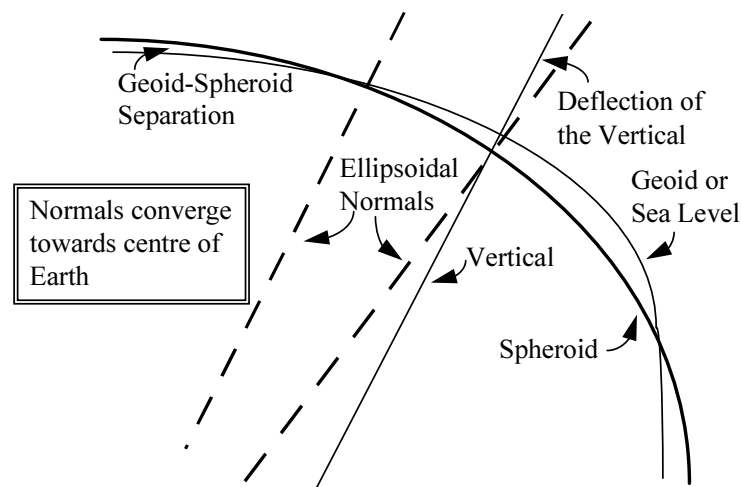 Geoid-Spheroid
Separation
Deflection of
the Vertical
Ellipsoidal
Normals
Geoid or
Sea Level
Normals converge
towards centre of
Earth
Vertical
Spheroid